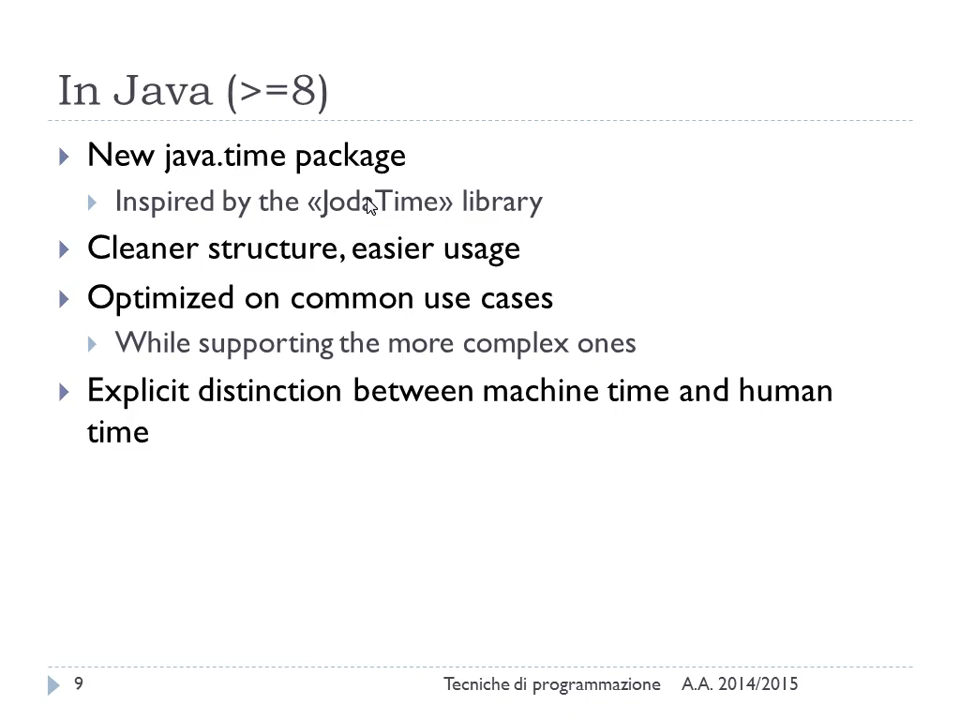 In Java (>=8)
New java.time package
Inspired by the «JodaTime» library
Cleaner structure, easier usage
Optimized on common use cases
While supporting the more complex ones
Explicit distinction between machine time and human
time
9 Tecniche di programmazione A.A. 2014/2015